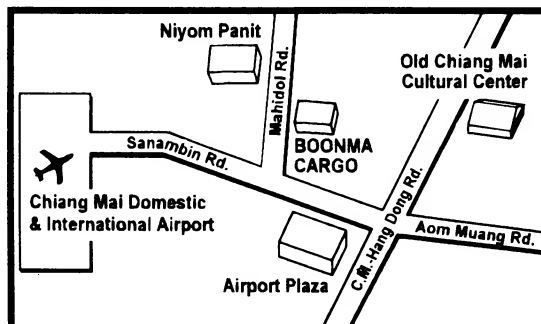 Niyom Panit
Mahidol Rd.
Old Chiang Mai
Cultural Center
BOONMA
CARGO
Sanambin Rd.
Chiang Mai Domestic
& International Airport
C.M.-Hang Dong Rd.
Aom Muang Rd.
Airport Plaza